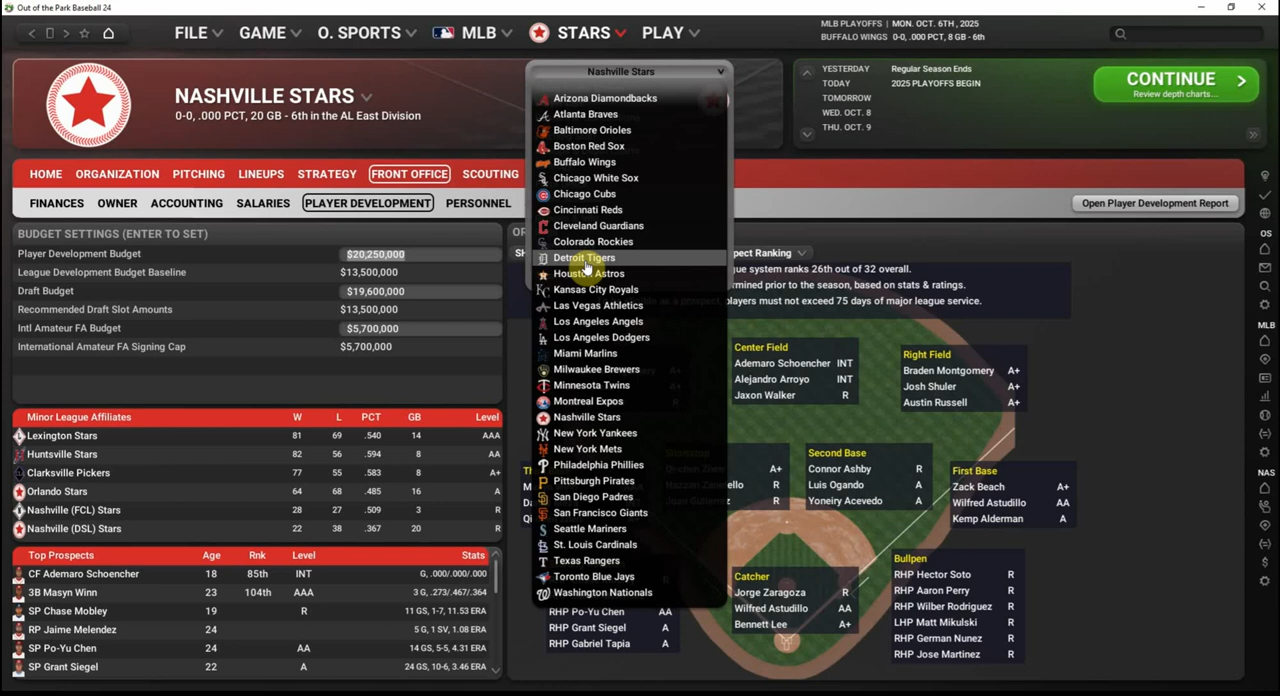 Out of the Park Baseball 24
FILE GAME O. SPORTS MLB STARS PLAY
MLB PLAYOFFS | MON. OCT. 6TH, 2025
BUFFALO WINGS 0-0, .000 PCT, 8 GB - 6th
NASHVILLE STARS
0-0, .000 PCT, 20 GB - 6th in the AL East Division
YESTERDAY Regular Season Ends
TODAY 2025 PLAYOFFS BEGIN
TOMORROW
WED. OCT. 8
THU. OCT. 9
CONTINUE
Review depth charts...
HOME ORGANIZATION PITCHING LINEUPS STRATEGY FRONT OFFICE SCOUTING
FINANCES OWNER ACCOUNTING SALARIES PLAYER DEVELOPMENT PERSONNEL
Open Player Development Report
BUDGET SETTINGS (ENTER TO SET)
Player Development Budget $20,250,000
League Development Budget Baseline $13,500,000
Draft Budget $19,600,000
Recommended Draft Slot Amounts $13,500,000
Intl Amateur FA Budget $5,700,000
International Amateur FA Signing Cap $5,700,000
Minor League Affiliates W L PCT GB Level
Lexington Stars 81 69 .540 14 AAA
Huntsville Stars 82 56 .594 8 AA
Clarksville Pickers 77 55 .583 8 A+
Orlando Stars 64 68 .485 16 A
Nashville (FCL) Stars 28 27 .509 3 R
Nashville (DSL) Stars 22 38 .367 20 R
Top Prospects Age Rnk Level Stats
CF Ademaro Schoencher 18 85th INT G, .000/.000/.000
3B Masyn Winn 23 104th AAA 3 G, .273/.467/.364
SP Chase Mobley 19 R 11 GS, 1-7, 11.53 ERA
RP Jaime Melendez 24 5 G, 1 SV, 1.08 ERA
SP Po-Yu Chen 24 AA 14 GS, 5-5, 4.31 ERA
SP Grant Siegel 22 A 24 GS, 10-6, 3.46 ERA
Nashville Stars
Arizona Diamondbacks
Atlanta Braves
Baltimore Orioles
Boston Red Sox
Buffalo Wings
Chicago White Sox
Chicago Cubs
Cincinnati Reds
Cleveland Guardians
Colorado Rockies
Detroit Tigers
Houston Astros
Kansas City Royals
Las Vegas Athletics
Los Angeles Angels
Los Angeles Dodgers
Miami Marlins
Milwaukee Brewers
Minnesota Twins
Montreal Expos
Nashville Stars
New York Yankees
New York Mets
Philadelphia Phillies
Pittsburgh Pirates
San Diego Padres
San Francisco Giants
Seattle Mariners
St. Louis Cardinals
Texas Rangers
Toronto Blue Jays
Washington Nationals
pect Ranking
gue system ranks 26th out of 32 overall.
rmined prior to the season, based on stats & ratings.
players must not exceed 75 days of major league service.
Center Field
Ademaro Schoencher INT
Alejandro Arroyo INT
Jaxon Walker R
Right Field
Braden Montgomery A+
Josh Shuler A+
Austin Russell A+
Second Base
Connor Ashby R
Luis Ogando A
Yoneiry Acevedo A
First Base
Zack Beach A+
Wilfred Astudillo AA
Kemp Alderman A
Catcher
Jorge Zaragoza R
Wilfred Astudillo AA
Bennett Lee A+
Bullpen
RHP Hector Soto R
RHP Aaron Perry R
RHP Wilber Rodriguez R
LHP Matt Mikulski R
RHP German Nunez R
RHP Jose Martinez R
RHP Po-Yu Chen AA
RHP Grant Siegel A
RHP Gabriel Tapia A
OS
MLB
NAS